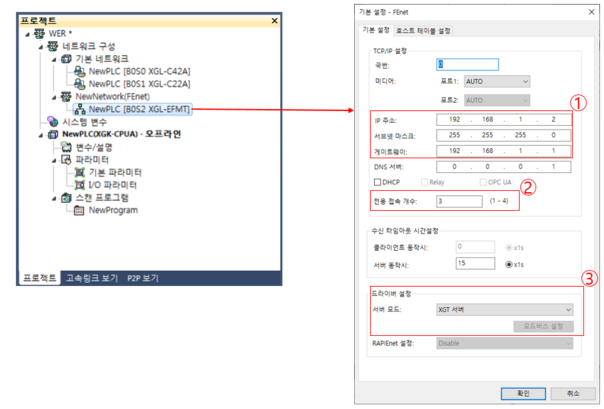 프로젝트
WER *
네트워크 구성
기본 네트워크
NewPLC [B0S0 XGL-C42A]
NewPLC [B0S1 XGL-C22A]
NewNetwork(FEnet)
NewPLC [B0S2 XGL-EFMT]
시스템 변수
NewPLC(XGK-CPUA) - 오프라인
변수/설명
파라미터
기본 파라미터
I/O 파라미터
스캔 프로그램
NewProgram
프로젝트 고속링크 보기 P2P 보기
기본 설정 - FEnet
기본 설정 호스트 테이블 설정
TCP/IP 설정
국번: 0
미디어: 포트1: AUTO
포트2: AUTO
①
IP 주소: 192 . 168 . 1 . 2
서브넷 마스크: 255 . 255 . 255 . 0
게이트웨이: 192 . 168 . 1 . 1
DNS 서버: 0 . 0 . 0 . 1
DHCP Relay OPC UA
②
전용 접속 개수: 3 (1 - 4)
수신 타임아웃 시간설정
클라이언트 동작시: 0 x1s
서버 동작시: 15 x1s
③
드라이버 설정
서버 모드: XGT 서버
모드버스 설정
RAPIEnet 설정: Disable
확인 취소